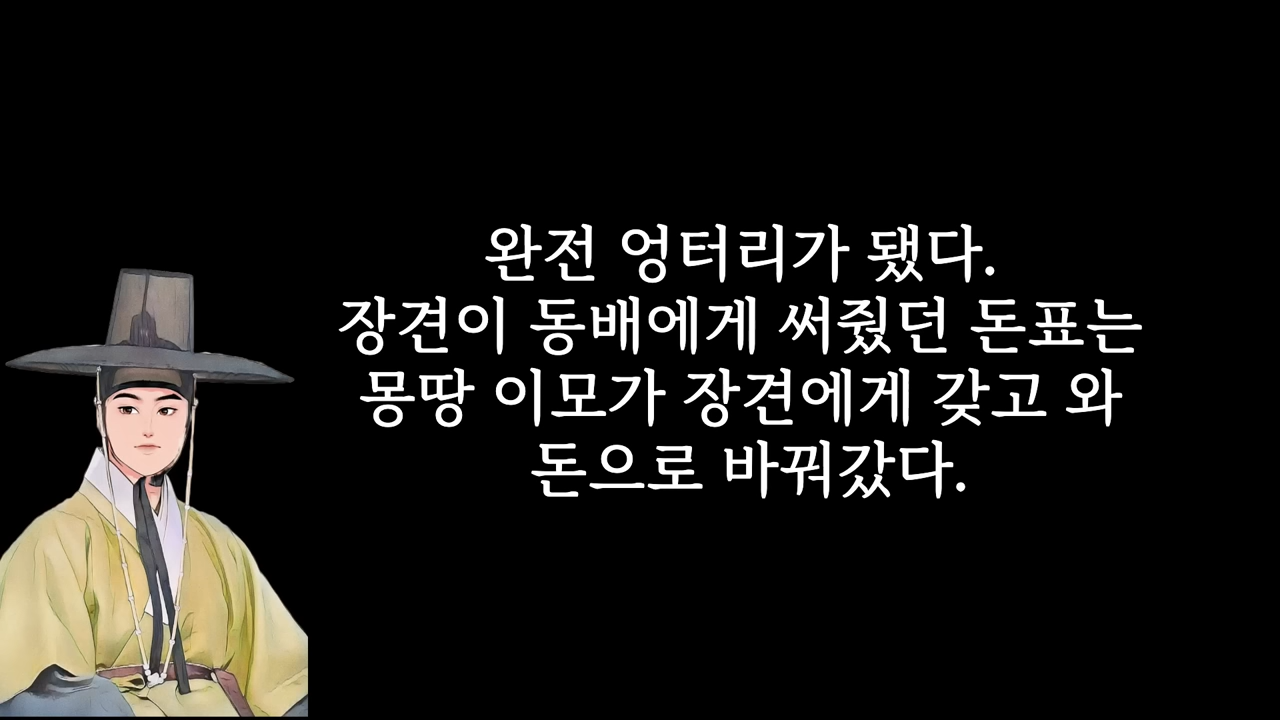 완전 엉터리가 됐다.
장견이 동배에게 써줬던 돈표는
몽땅 이모가 장견에게 갖고 와
돈으로 바꿔갔다.